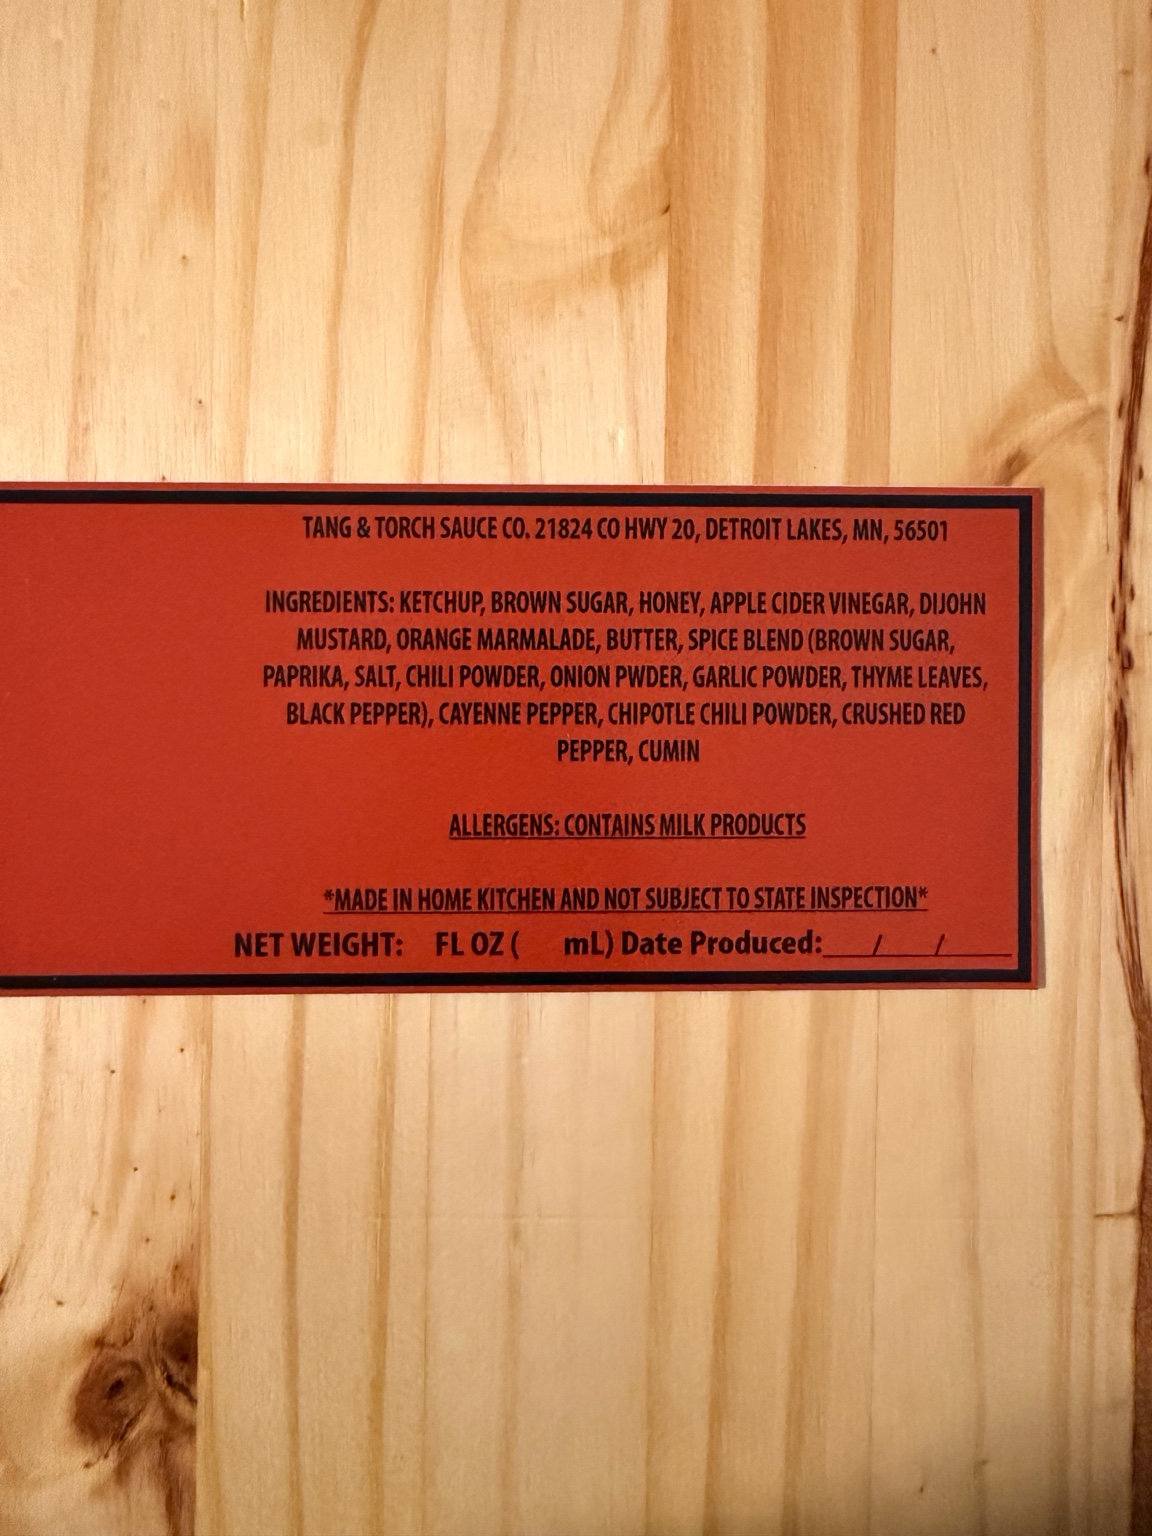 TANG & TORCH SAUCE CO. 21824 CO HWY 20, DETROIT LAKES, MN, 56501
INGREDIENTS: KETCHUP, BROWN SUGAR, HONEY, APPLE CIDER VINEGAR, DIJOHN
MUSTARD, ORANGE MARMALADE, BUTTER, SPICE BLEND (BROWN SUGAR,
PAPRIKA, SALT, CHILI POWDER, ONION PWDER, GARLIC POWDER, THYME LEAVES,
BLACK PEPPER), CAYENNE PEPPER, CHIPOTLE CHILI POWDER, CRUSHED RED
PEPPER, CUMIN
ALLERGENS: CONTAINS MILK PRODUCTS
*MADE IN HOME KITCHEN AND NOT SUBJECT TO STATE INSPECTION*
NET WEIGHT: FL OZ ( mL) Date Produced:___/___/___